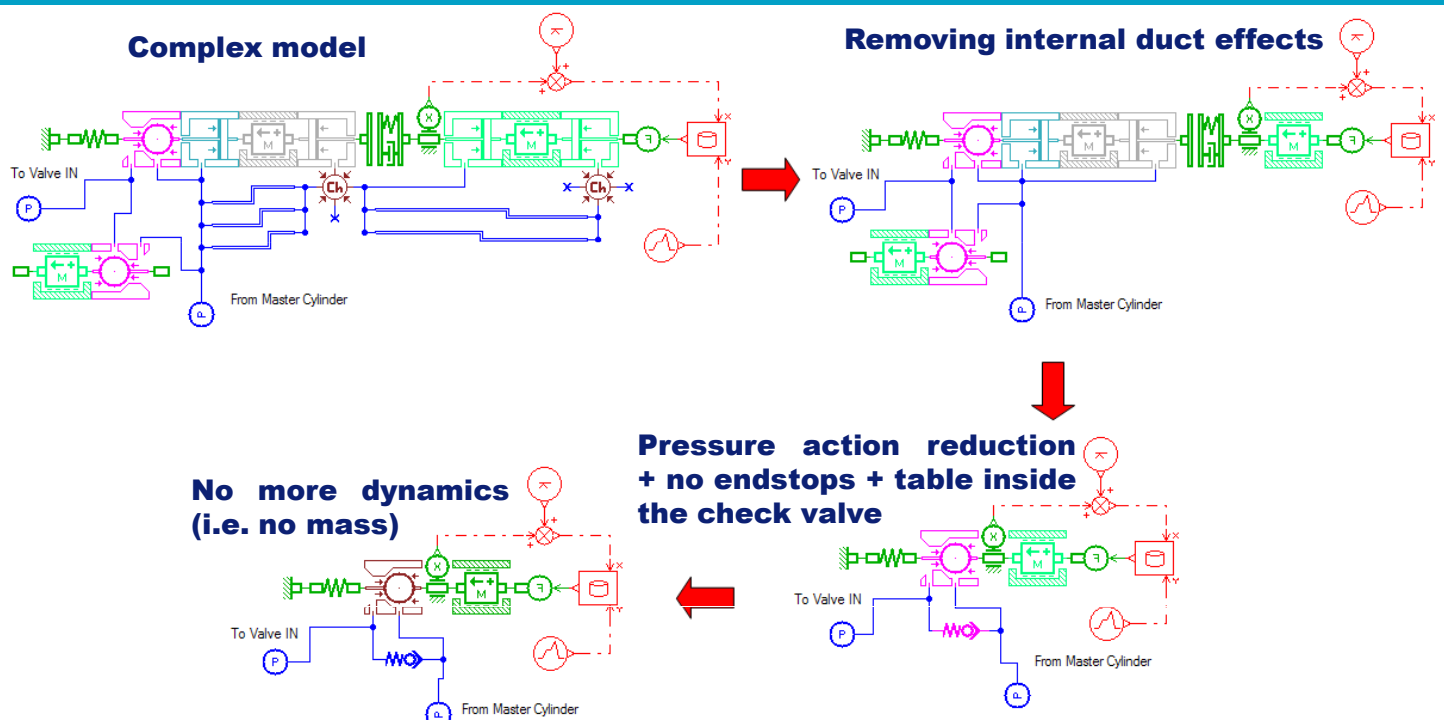 Complex model
Removing internal duct effects
To Valve IN
P
M
M
X
F
X
Y
Ch
Ch
x
x
x
M
From Master Cylinder
P
To Valve IN
P
M
M
X
M
F
X
Y
From Master Cylinder
P
Pressure action reduction
+ no endstops + table inside
the check valve
No more dynamics
(i.e. no mass)
X
M
F
X
Y
To Valve IN
P
From Master Cylinder
P
X
M
F
X
Y
To Valve IN
P
From Master Cylinder
P